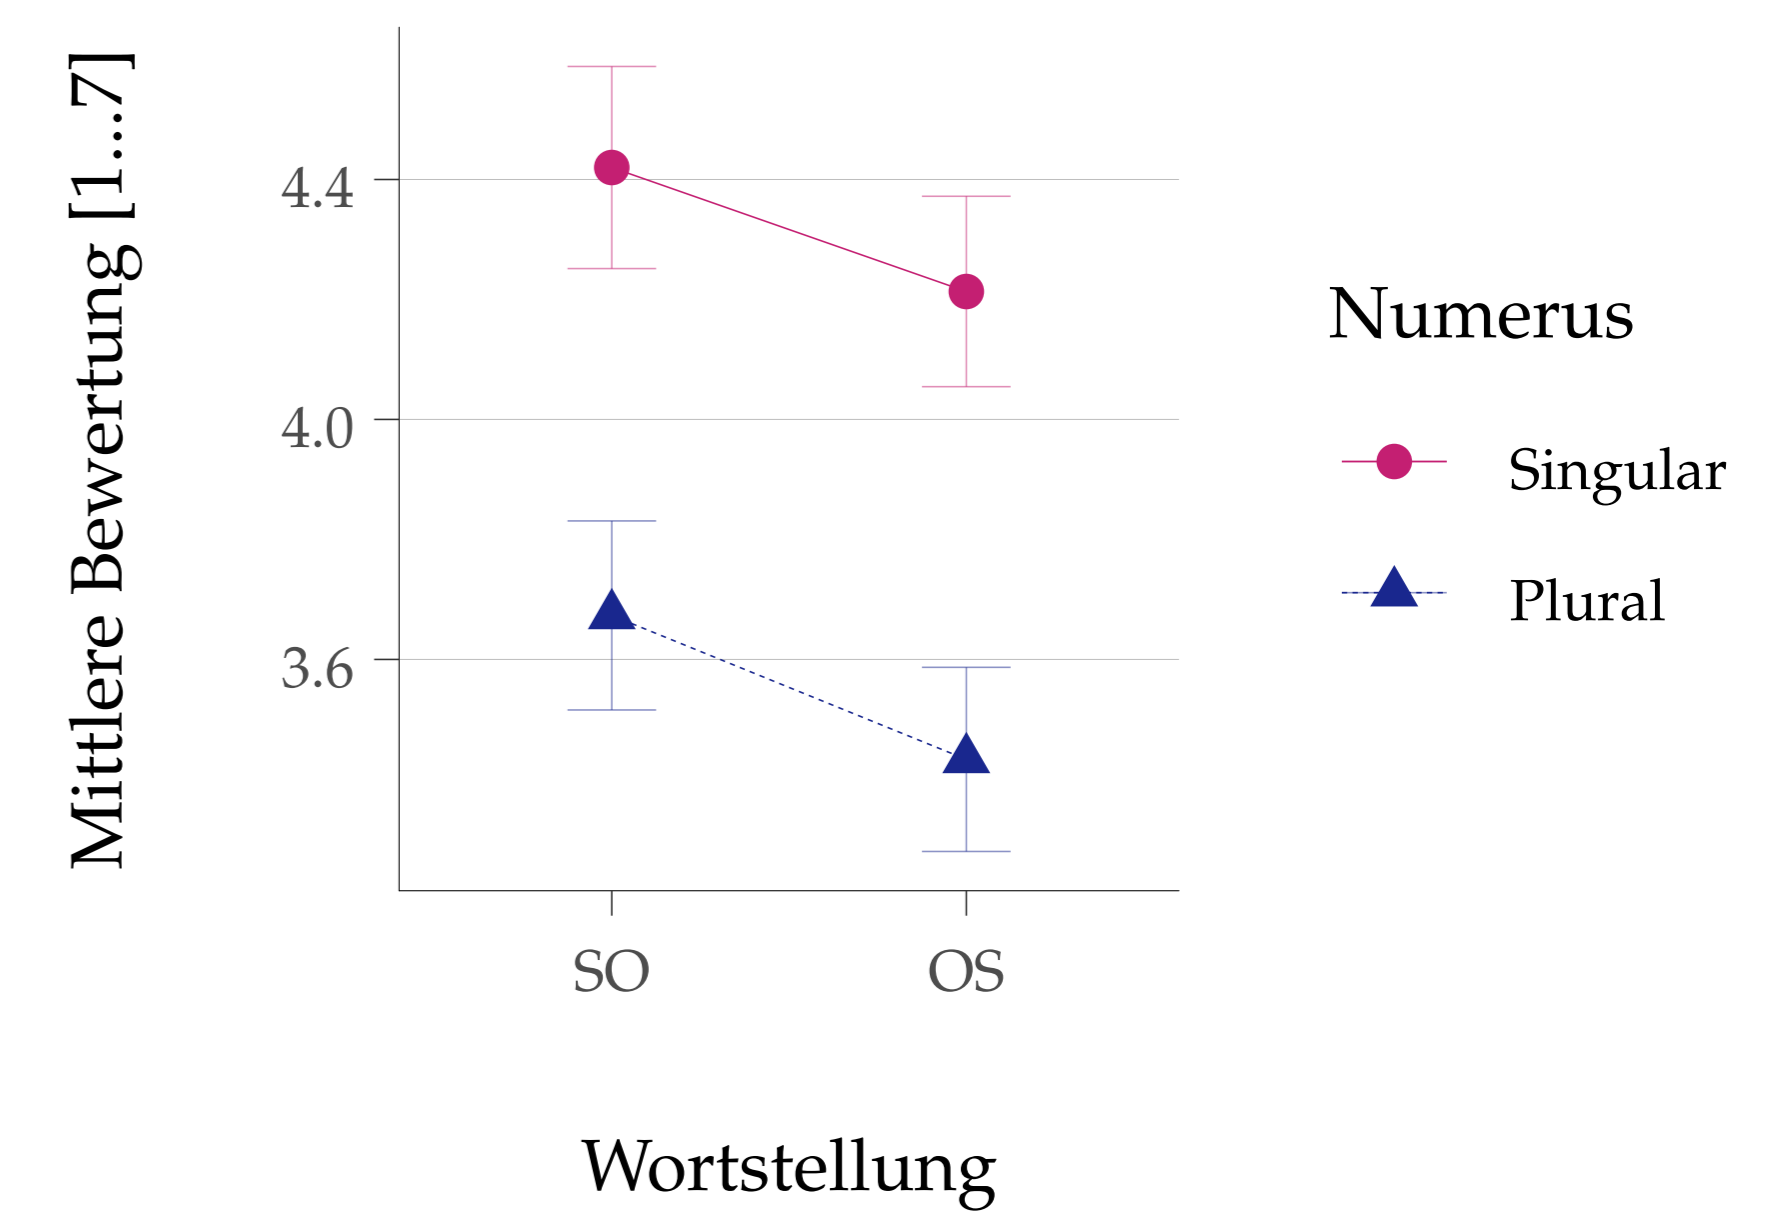 Mittlere Bewertung [1...7]
4.4
4.0
3.6
SO OS
Wortstellung
Numerus
Singular
Plural